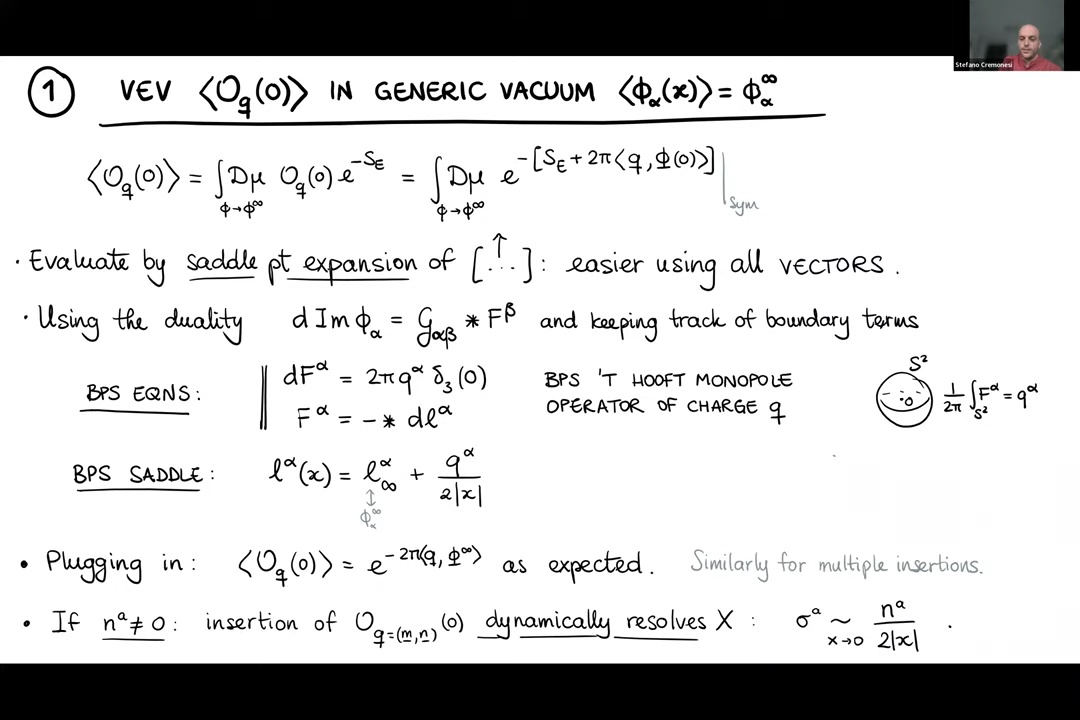 Stefano Cremonesi
① VEV ⟨O_q(0)⟩ IN GENERIC VACUUM ⟨ϕ_α(x)⟩ = ϕ_α^∞
⟨O_q(0)⟩ = ∫_{ϕ→ϕ^∞} Dμ O_q(0) e^{-S_E} = ∫_{ϕ→ϕ^∞} Dμ e^{-[S_E + 2π⟨q, Φ(0)⟩]} |_{Sym}
· Evaluate by saddle pt expansion of [↑...]: easier using all VECTORS.
· Using the duality d Im ϕ_α = G_{αβ} * F^β and keeping track of boundary terms
BPS EQNS: ‖ dF^α = 2π q^α δ_3(0)
F^α = - * dl^α
BPS 'T HOOFT MONOPOLE
OPERATOR OF CHARGE q
S²
0
1/2π ∫_{S²} F^α = q^α
BPS SADDLE: l^α(x) = l^α_∞ + q^α / 2|x|
↕
ϕ_α^∞
• Plugging in: ⟨O_q(0)⟩ = e^{-2π⟨q, Φ^∞⟩} as expected. Similarly for multiple insertions.
• If n^a ≠ 0: insertion of O_{q=(m,n)}(0) dynamically resolves X: σ^a ~_{x→0} n^a / 2|x| .